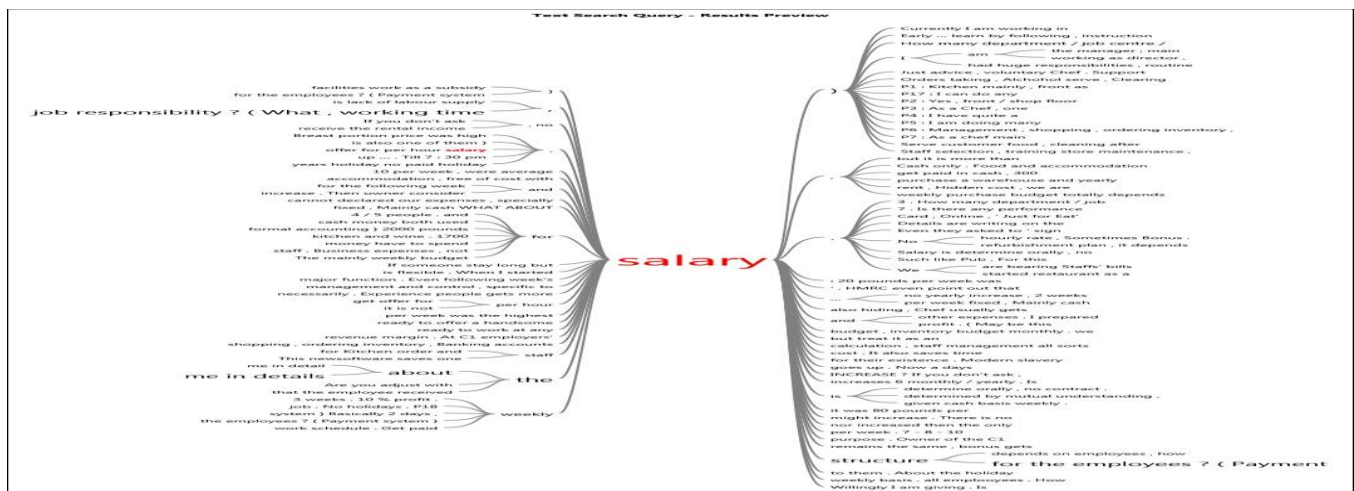 Text Search Query - Results Preview
facilities work as a subsidy
for the employees ? ( Payment system
)
is lack of labour supply
job responsibility ? ( What , working time
,
If you don't ask
receive the rental income
, no
Breast portion price was high
is also one of them )
offer for per hour salary
up ... . Till 7 : 30 pm
years holiday no paid holiday
.
10 per week , were average
accommodation , free of cost with
for the following week
increase . Then owner consider
and
cannot declared our expenses , specially
fixed , Mainly cash WHAT ABOUT
4 / 5 people . and
cash money both used
formal accounting ) 2000 pounds
kitchen and wine . 1700
money have to spend
staff , Business expenses , not
The mainly weekly budget
for
If someone stay long but
is flexible . When I started
major function . Even following week's
management and control , specific to
necessarily . Experience people gets more
get offer for
it is not
per hour
per week was the highest
ready to offer a handsome
ready to work at any
revenue margin . At C1 employers'
shopping , ordering inventory , Banking accounts
for Kitchen order and
This newsoftware saves one
staff
me in detail
me in details
about
Are you adjust with
the
that the employee received
3 weeks . 10 % profit .
job . No holidays . P18
system ) Basically 2 days ,
the employees ? ( Payment system )
work schedule . Get paid
weekly
salary
)
Currently I am working in
Early ... learn by following , instruction
How many department / job centre /
I
am
the manager ; main
working as director ,
had huge responsibilities , routine
Just advice , voluntary Chef . Support
Orders taking , Alchohol serve , Clearing
P1 : Kitchen mainly , front as
P17 : I can do any
P2 : Yes , front / shop floor
P3 : As a Chef , one
P4 : I have quite a
P5 : I am doing many
P6 : Management , shopping , ordering inventory ,
P7 : As a chef main
Serve customer food , cleaning after
Staff selection , training store maintenance ,
,
but it is more than
Cash only . Food and accommodation
get paid in cash , 300
purchase a warehouse and yearly
rent , Hidden cost , we are
weekly purchase budget totally depends
.
3 . How many department / job
7 . Is there any performance
Card , Online , ' Just for Eat'
Details are writing on the
Even they asked to ' sign
No
hourly rate , Sometimes Bonus .
refurbishment plan , it depends
Salary is determine orally , no
Such like Pub , For this
We
are bearing Staffs' bills
started restaurant as a
: 20 pounds per week was
. HMRC even point out that
...
no yearly increase , 2 weeks
per week fixed , Mainly cash
also hiding , Chef usually gets
and
other expenses , I prepared
profit . ( May be this
budget , inventory budget monthly . we
but treat it as an
calculation , staff management all sorts
cost . It also saves time
for their existence , Modern slavery
goes up . Now a days
INCREASE ? If you don't ask ,
increases 6 monthly / yearly . Is
is
determine orally , no contract .
determined by mutual understanding .
given cash basis weekly .
it was 80 pounds per
might increase . There is no
nor increased then the only
per week . 7 - 8 - 10
purpose . Owner of the C1
remains the same , bonus gets
structure
depends on employees , how
for the employees ? ( Payment
to them . About the holiday
weekly basis . all emplooyees . How
Willingly I am giving . Is